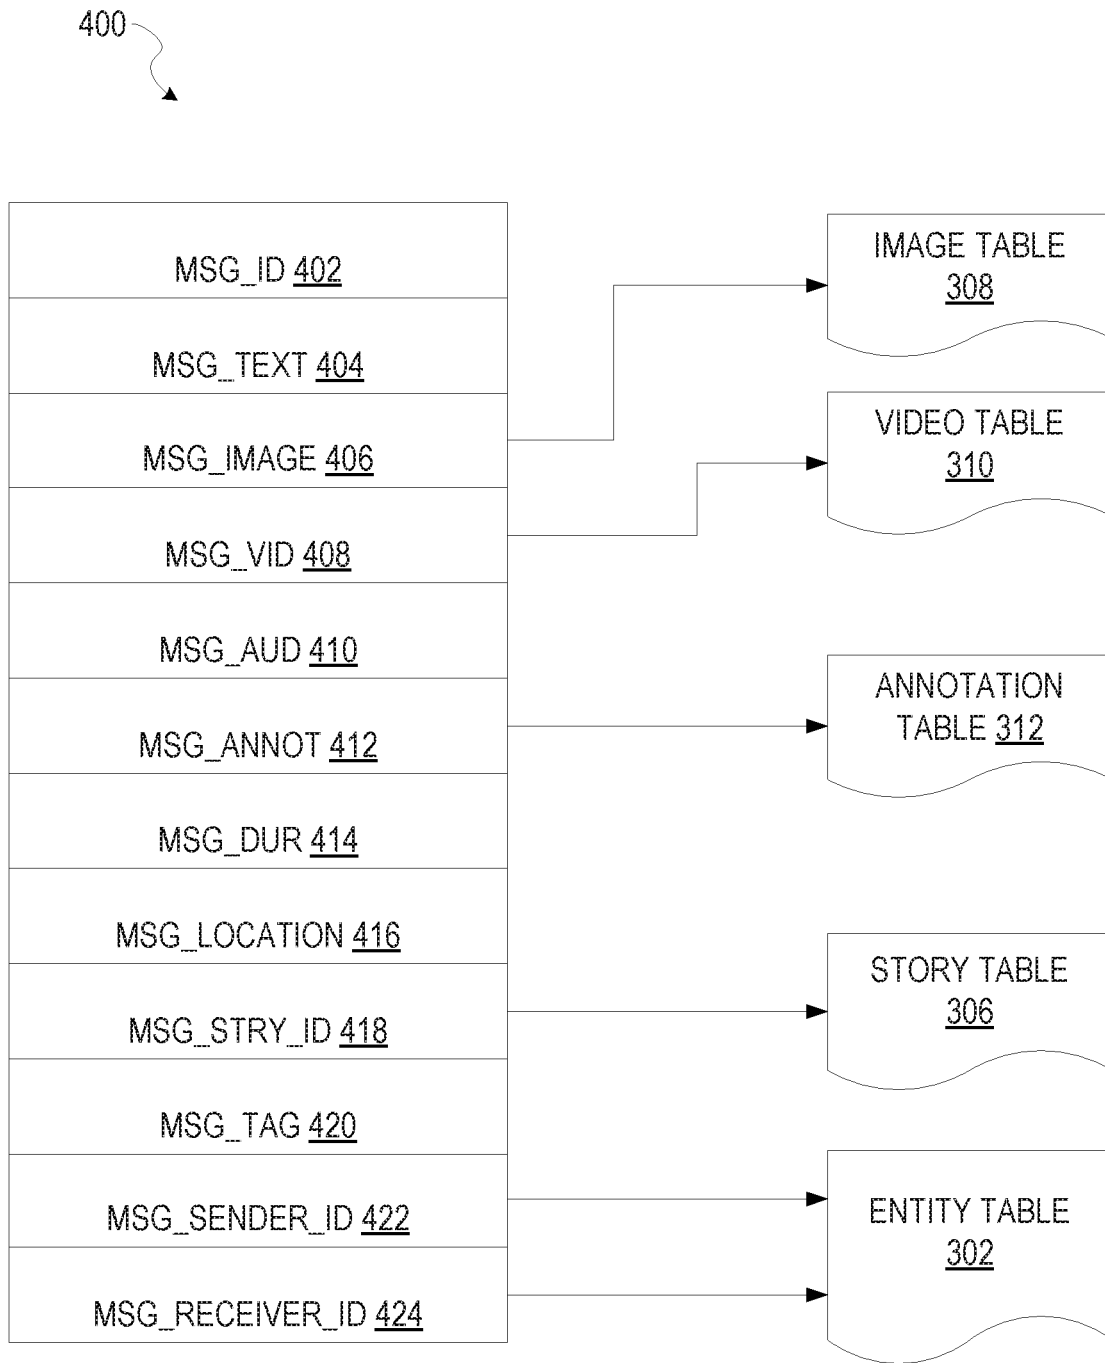 400
MSG_ID 402
MSG_TEXT 404
MSG_IMAGE 406
MSG_VID 408
MSG_AUD 410
MSG_ANNOT 412
MSG_DUR 414
MSG_LOCATION 416
MSG_STRY_ID 418
MSG_TAG 420
MSG_SENDER_ID 422
MSG_RECEIVER_ID 424
IMAGE TABLE
308
VIDEO TABLE
310
ANNOTATION
TABLE 312
STORY TABLE
306
ENTITY TABLE
302